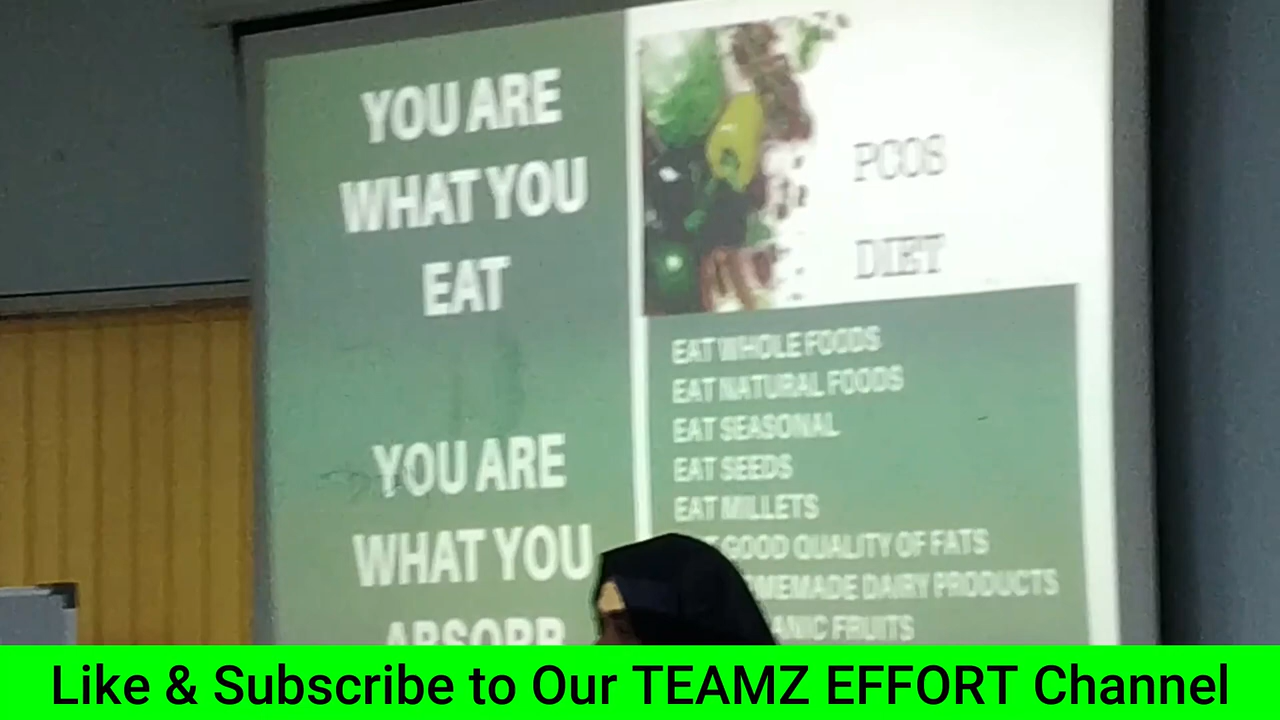 YOU ARE
WHAT YOU
EAT
YOU ARE
WHAT YOU
ABSORB
PCOS
DIET
EAT WHOLE FOODS
EAT NATURAL FOODS
EAT SEASONAL
EAT SEEDS
EAT MILLETS
GOOD QUALITY OF FATS
DAIRY PRODUCTS
FRUITS
Like & Subscribe to Our TEAMZ EFFORT Channel